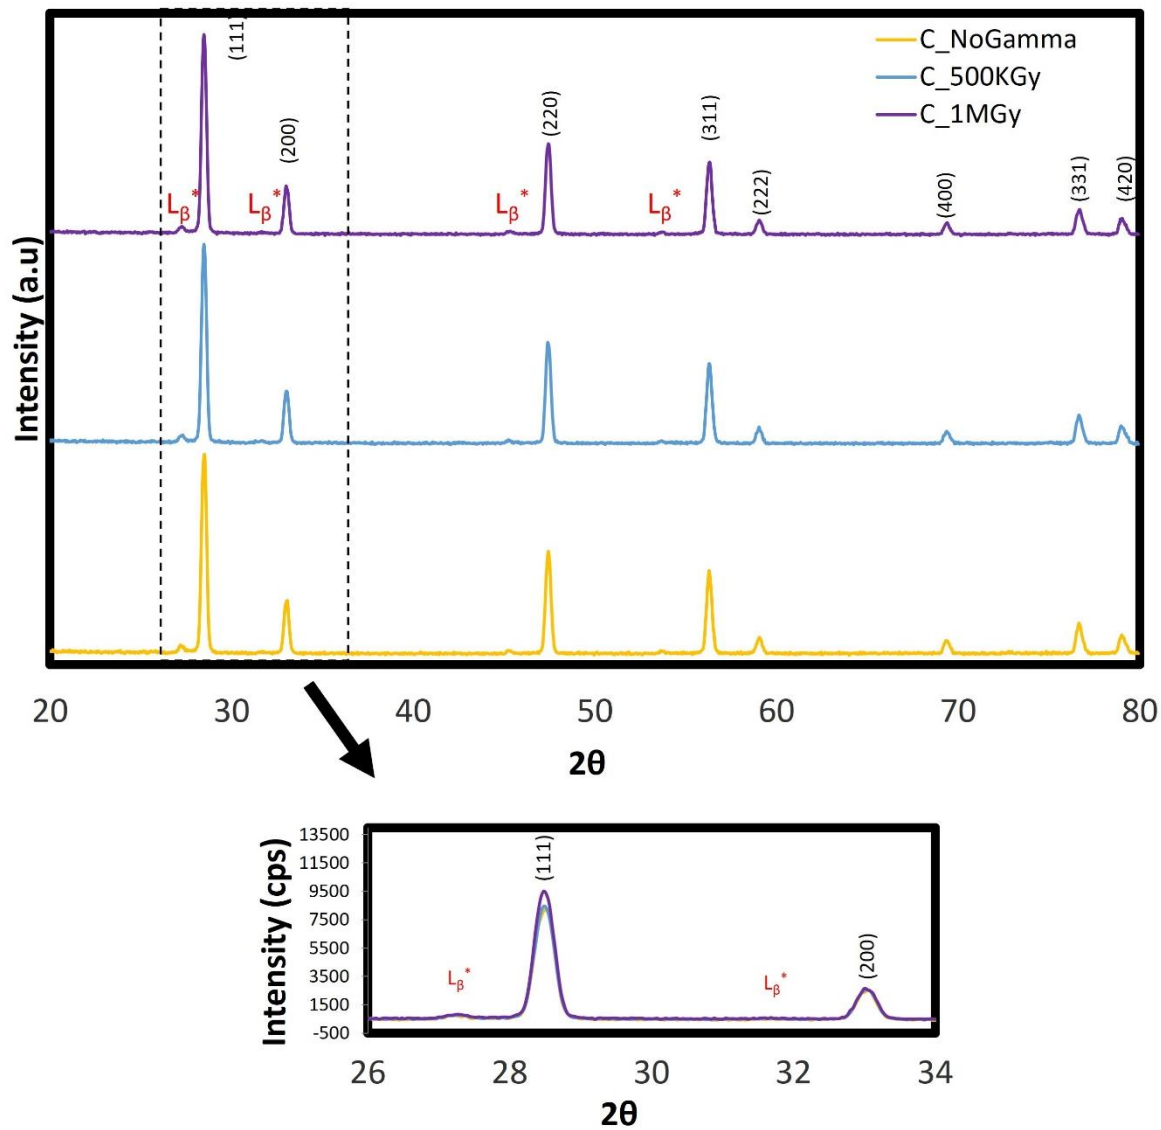 C_NoGamma
C_500KGy
C_1MGy
(111)
(200)
(220)
(311)
(222)
(400)
(331)
(420)
Lβ*
Lβ*
Lβ*
Lβ*
Intensity (a.u)
20 30 40 50 60 70 80
2θ
Intensity (cps)
13500
11500
9500
7500
5500
3500
1500
-500
(111)
(200)
Lβ*
Lβ*
26 28 30 32 34
2θ